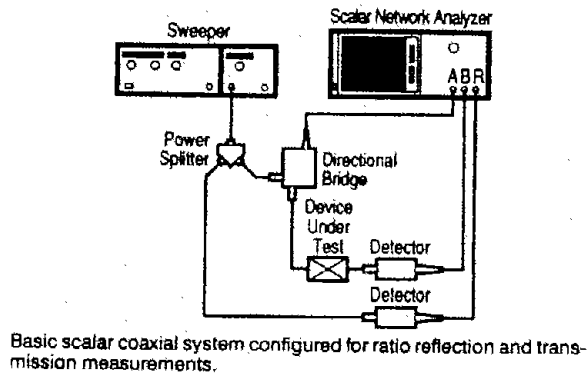 Scalar Network Analyzer
Sweeper
A B R
Power
Splitter
Directional
Bridge
Device
Under
Test
Detector
Detector
Basic scalar coaxial system configured for ratio reflection and trans-
mission measurements.